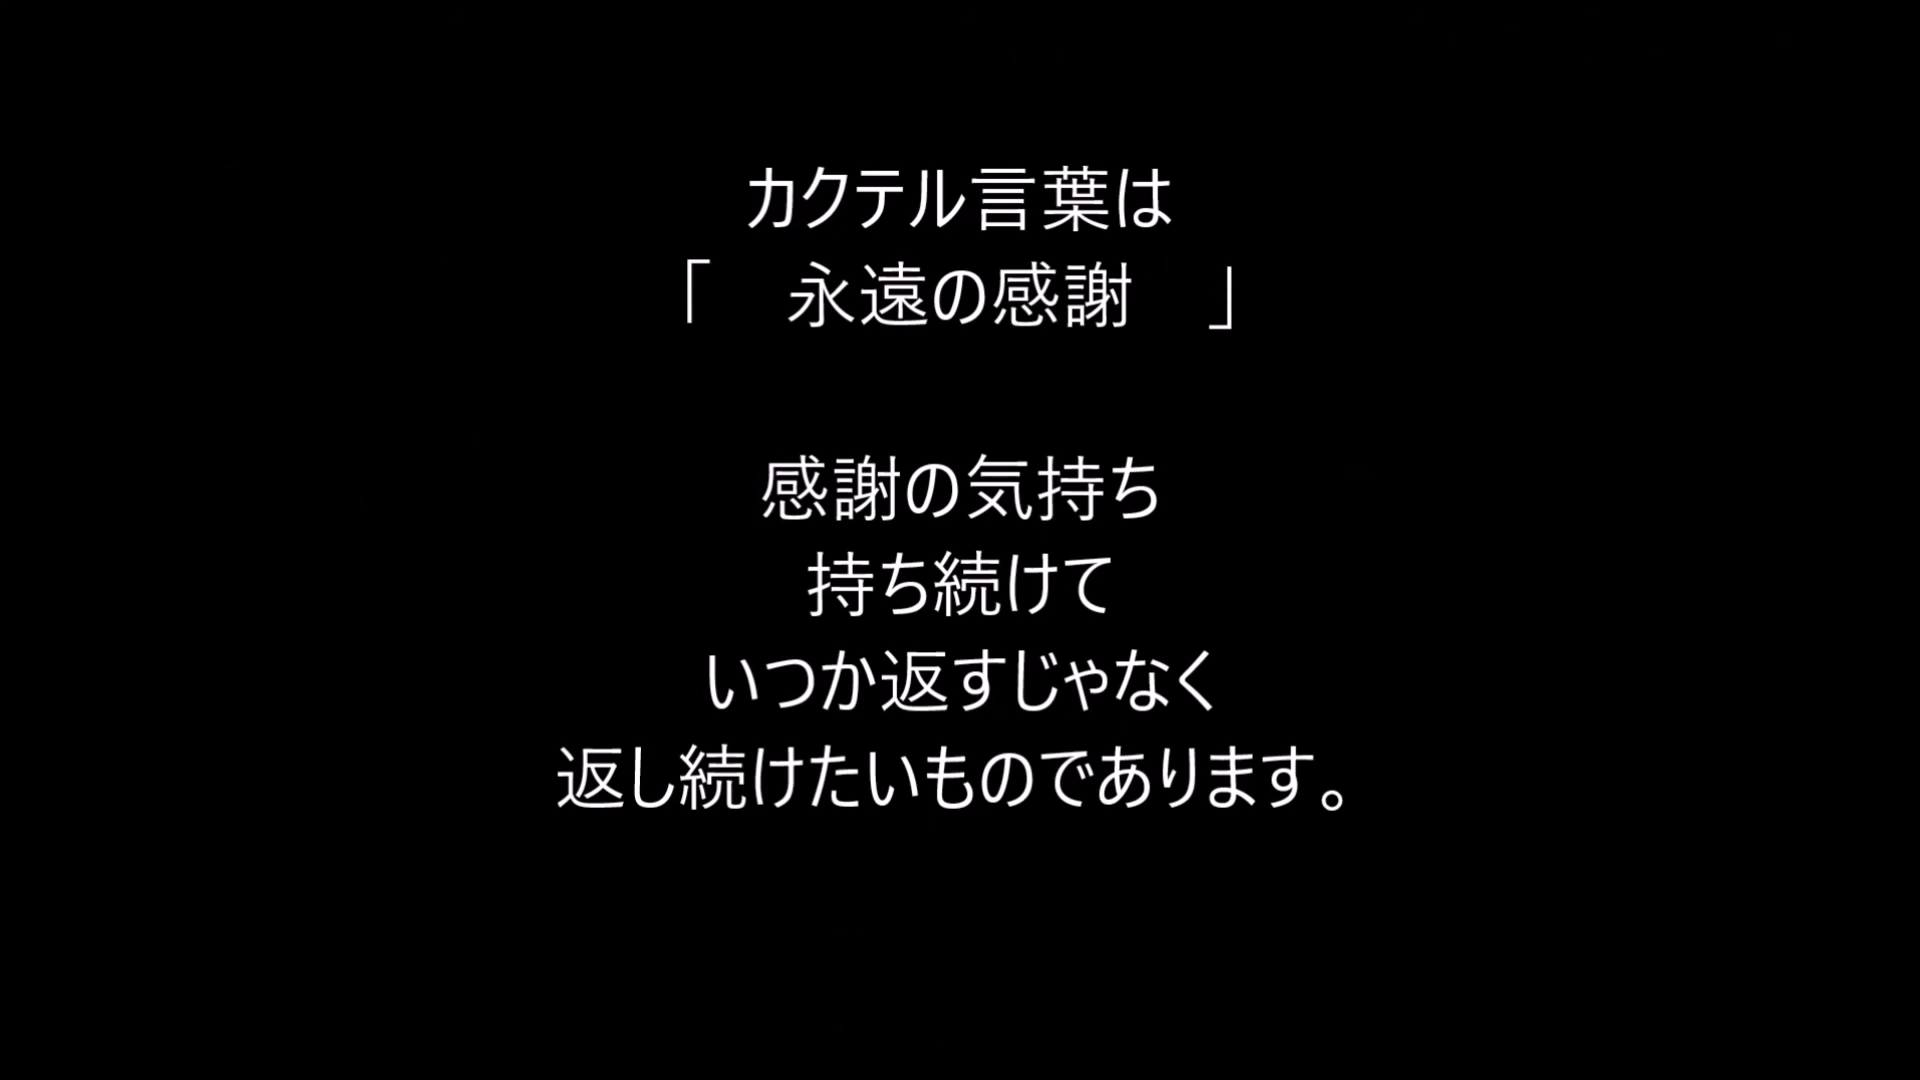 カクテル言葉は
「　永遠の感謝　」
感謝の気持ち
持ち続けて
いつか返すじゃなく
返し続けたいものであります。